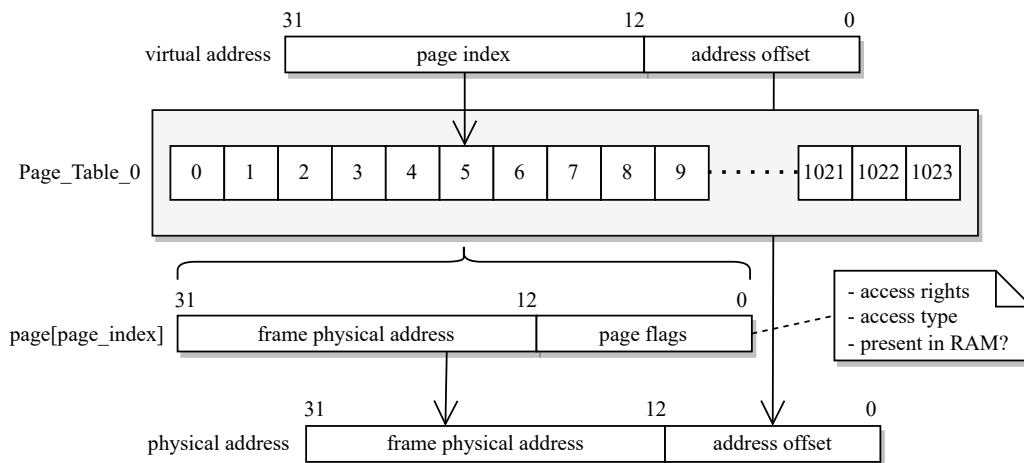 31 12 0
virtual address page index address offset
Page_Table_0 0 1 2 3 4 5 6 7 8 9 1021 1022 1023
31 12 0
page[page_index] frame physical address page flags
- access rights
- access type
- present in RAM?
31 12 0
physical address frame physical address address offset